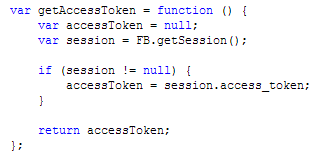 var getAccessToken = function () {
    var accessToken = null;
    var session = FB.getSession();

    if (session != null) {
        accessToken = session.access_token;
    }

    return accessToken;
};